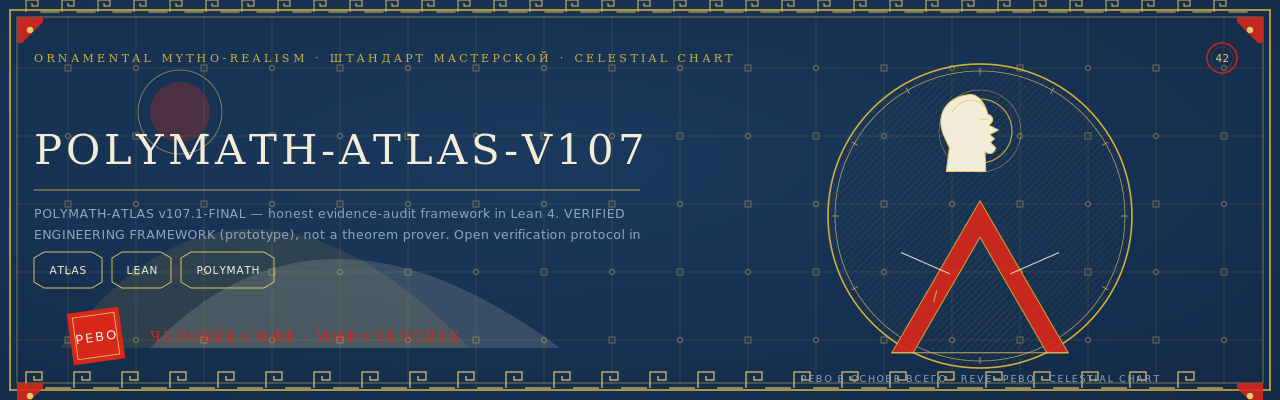 ORNAMENTAL MYTHO-REALISM · ШТАНДАРТ МАСТЕРСКОЙ · CELESTIAL CHART
42
POLYMATH-ATLAS-V107
POLYMATH-ATLAS v107.1-FINAL — honest evidence-audit framework in Lean 4. VERIFIED
ENGINEERING FRAMEWORK (prototype), not a theorem prover. Open verification protocol in
ATLAS LEAN POLYMATH
РЕВО
ЧЕЛОВЕК=МИФ · МИФ=ЧЕЛОВЕК
РЕВО В ОСНОВЕ ВСЕГО · REVE=РЕВО · CELESTIAL CHART